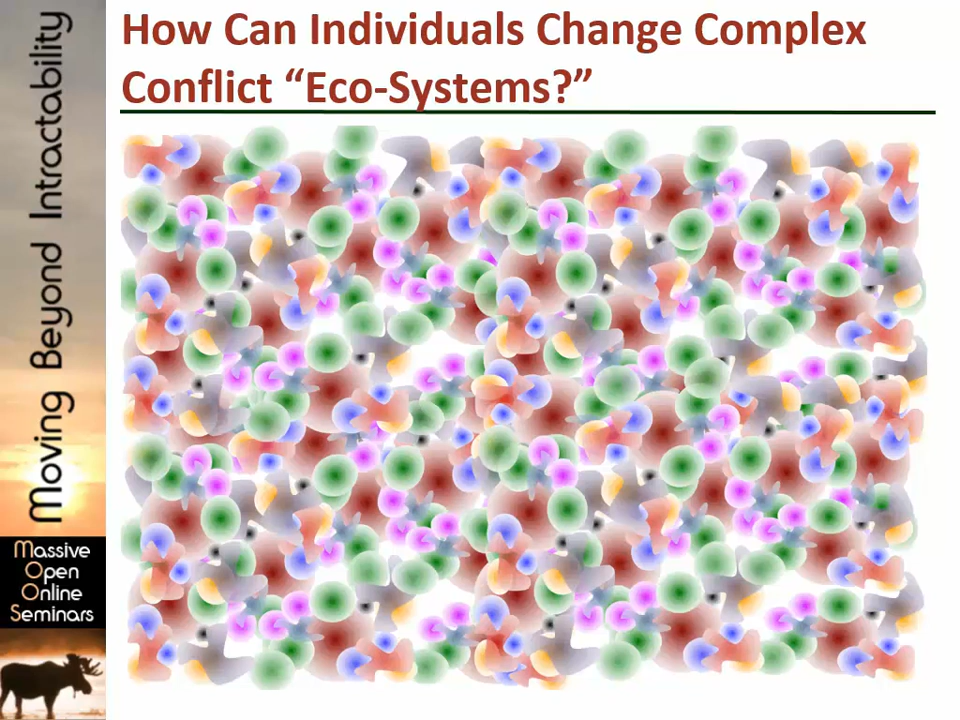 How Can Individuals Change Complex
Conflict “Eco-Systems?”
Moving Beyond Intractability
Massive
Open
Online
Seminars